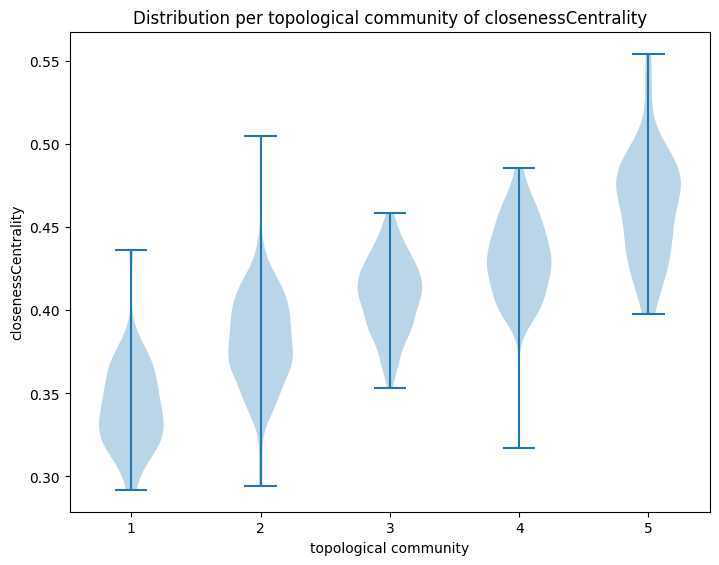 Distribution per topological community of closenessCentrality
closenessCentrality
0.55
0.50
0.45
0.40
0.35
0.30
1 2 3 4 5
topological community